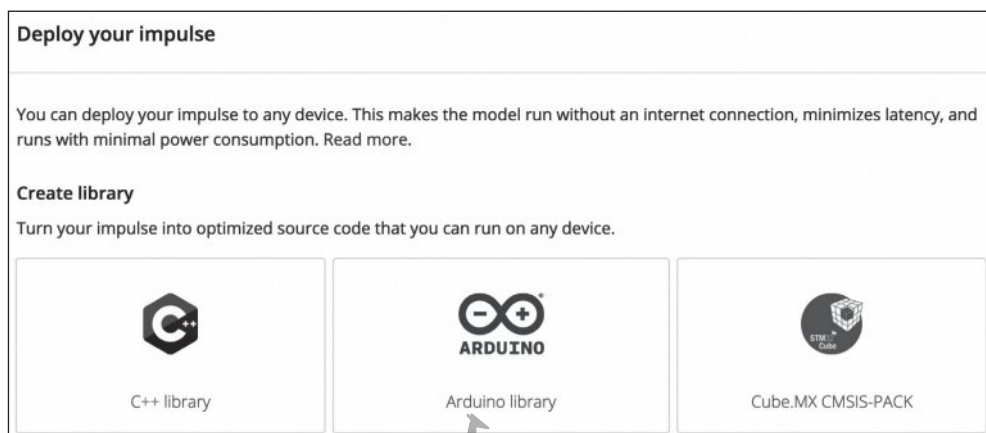 Deploy your impulse
You can deploy your impulse to any device. This makes the model run without an internet connection, minimizes latency, and
runs with minimal power consumption. Read more.
Create library
Turn your impulse into optimized source code that you can run on any device.
C++
ARDUINO
STM32
Cube
C++ library
Arduino library
Cube.MX CMSIS-PACK